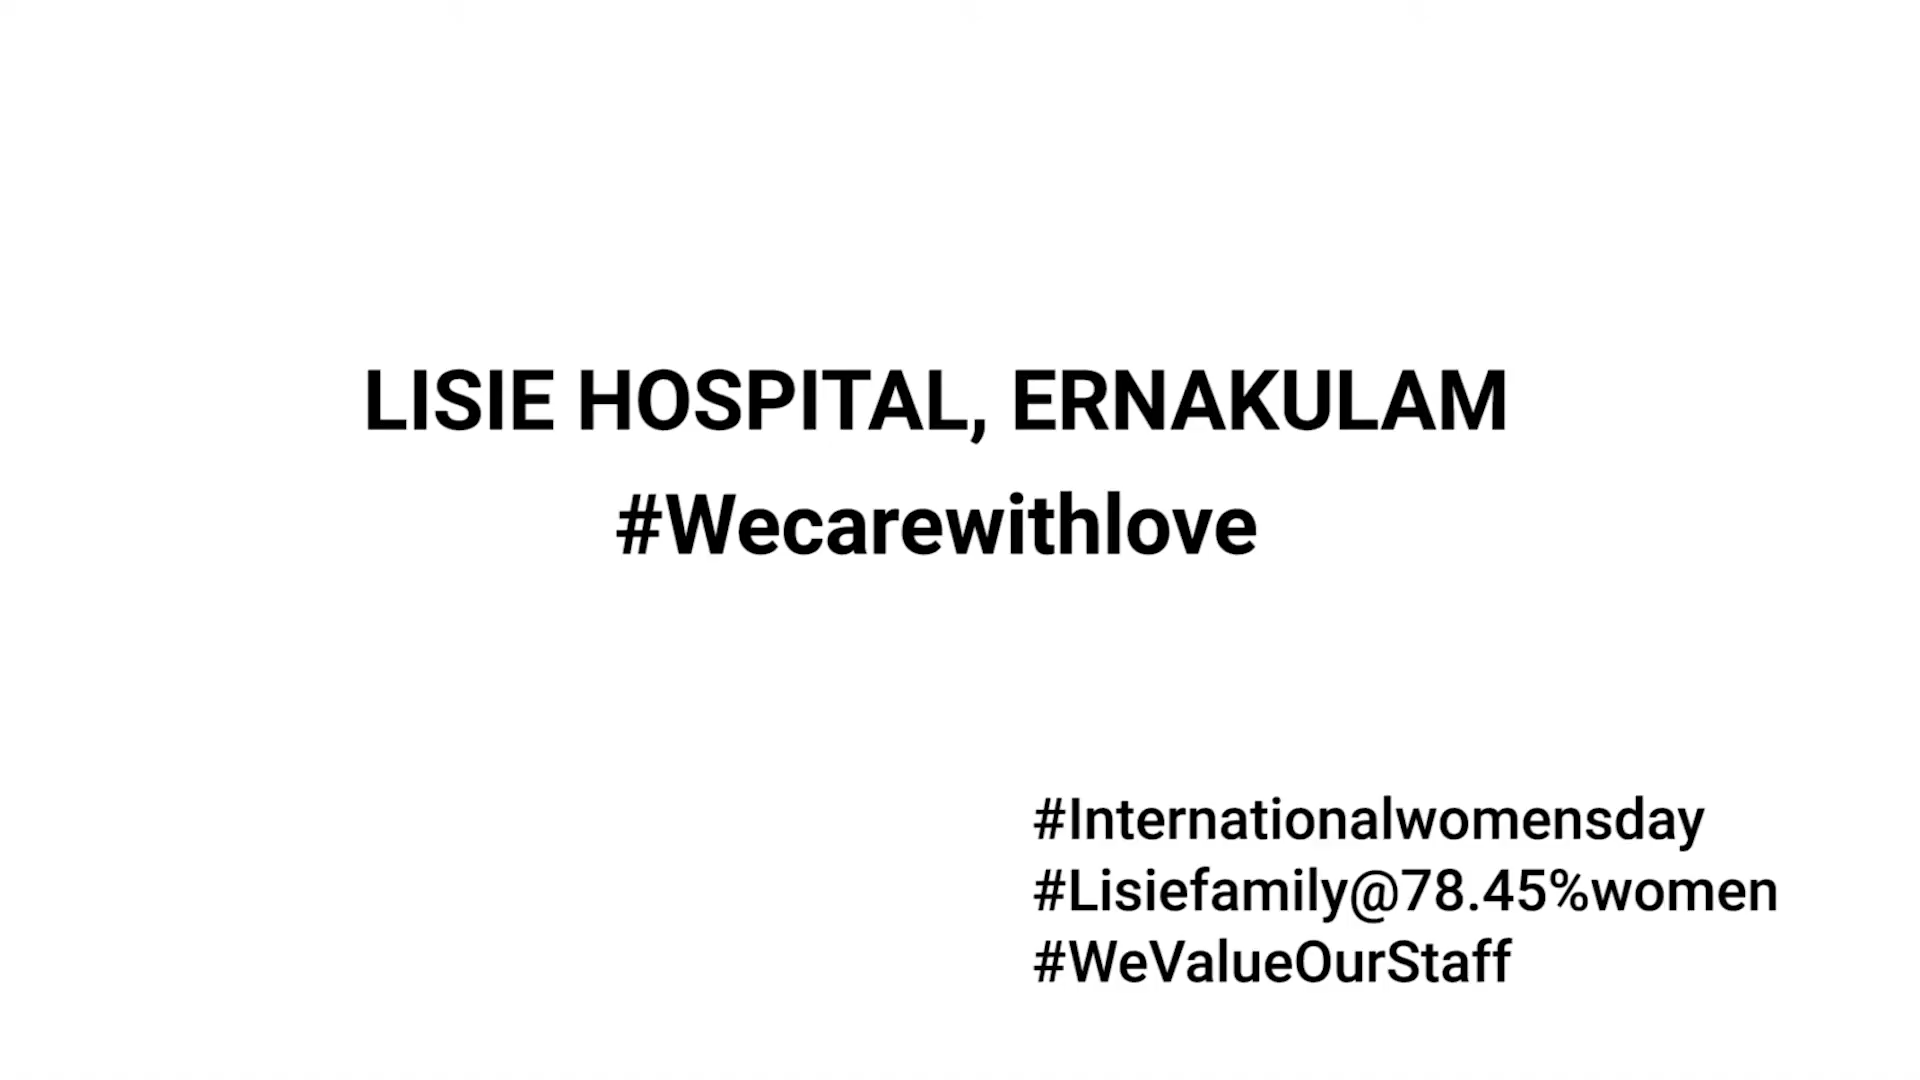 LISIE HOSPITAL, ERNAKULAM
#Wecarewithlove
#Internationalwomensday
#Lisiefamily@78.45%women
#WeValueOurStaff